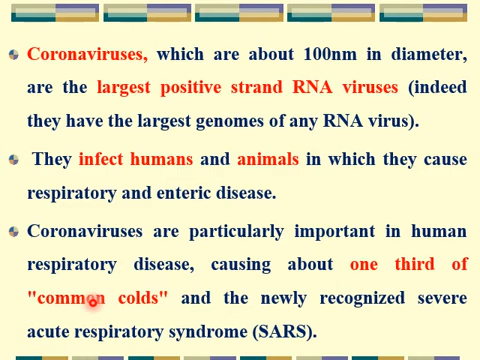 Coronaviruses, which are about 100nm in diameter,
are the largest positive strand RNA viruses (indeed
they have the largest genomes of any RNA virus).
They infect humans and animals in which they cause
respiratory and enteric disease.
Coronaviruses are particularly important in human
respiratory disease, causing about one third of
"common colds" and the newly recognized severe
acute respiratory syndrome (SARS).